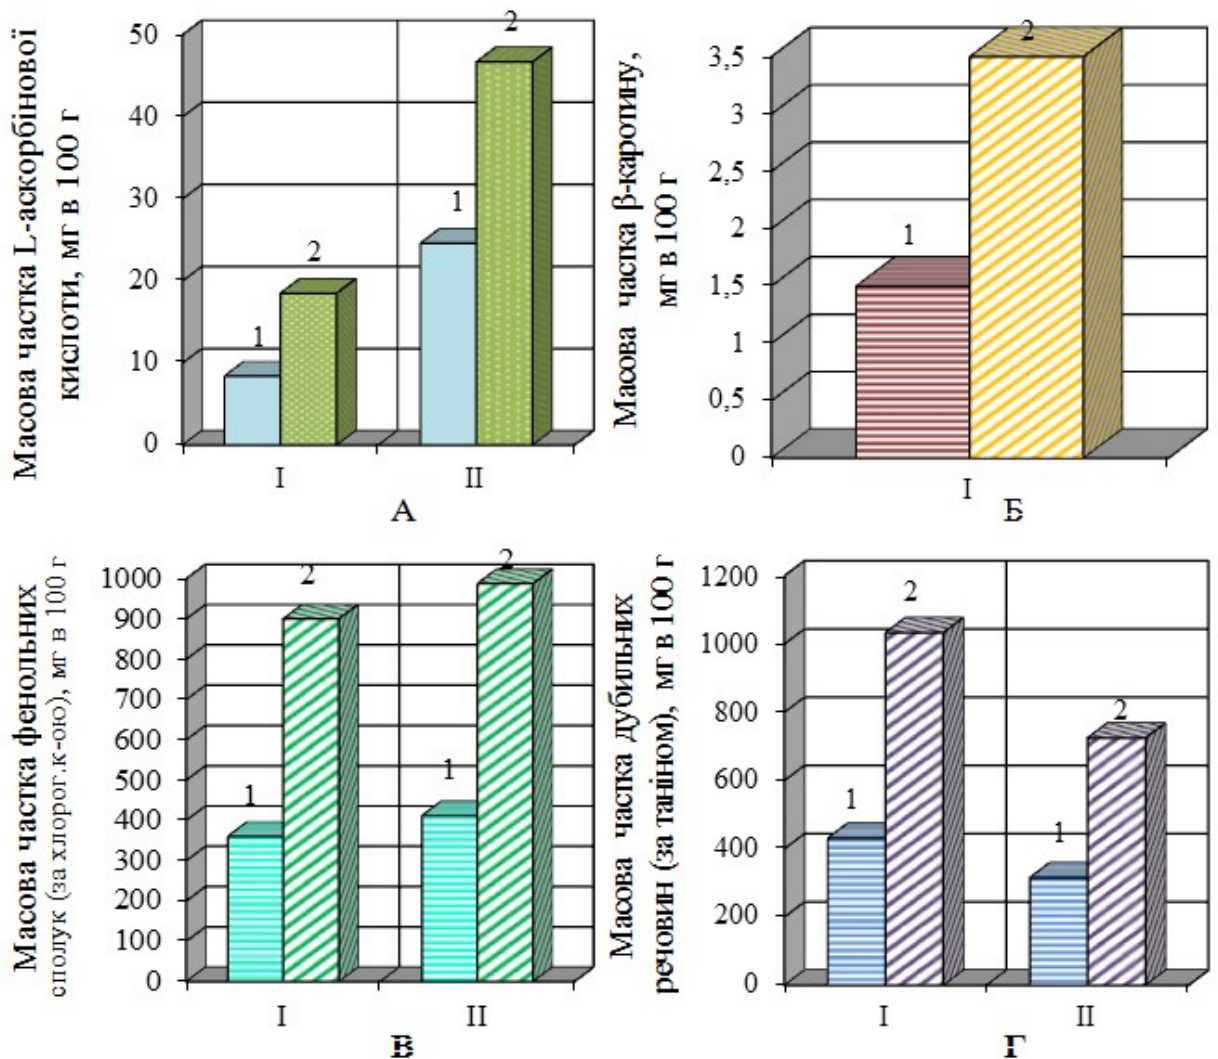 Масова частка L-аскорбінової
кислоти, мг в 100 г
50
40
30
20
10
0
1
2
1
2
I
II
А
Масова частка β-каротину,
мг в 100 г
3,5
3
2,5
2
1,5
1
0,5
0
1
2
I
Б
Масова частка фенольних
сполук (за хлорог.к-ою), мг в 100 г
1000
900
800
700
600
500
400
300
200
100
0
1
2
1
2
I
II
В
Масова частка дубильних
речовин (за таніном), мг в 100 г
1200
1000
800
600
400
200
0
1
2
1
2
I
II
Г